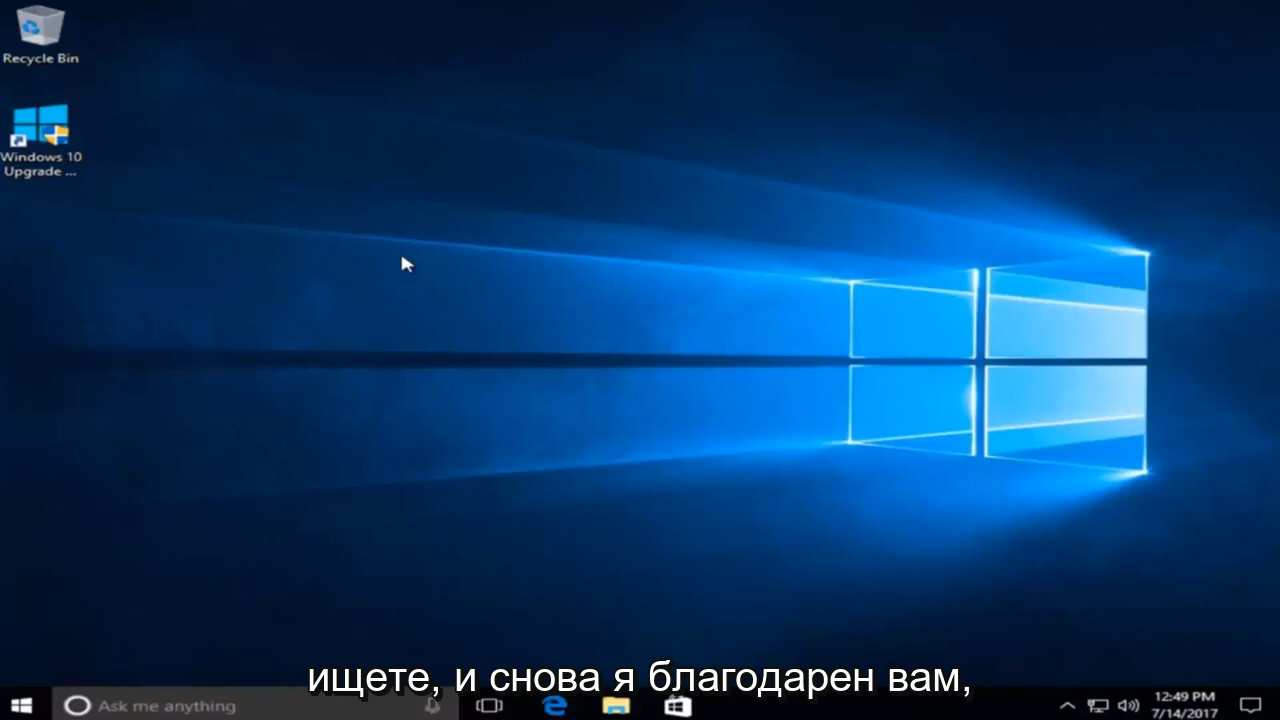 Recycle Bin
Windows 10
Upgrade ...
ищете, и снова я благодарен вам,
Ask me anything
12:49 PM
7/14/2017